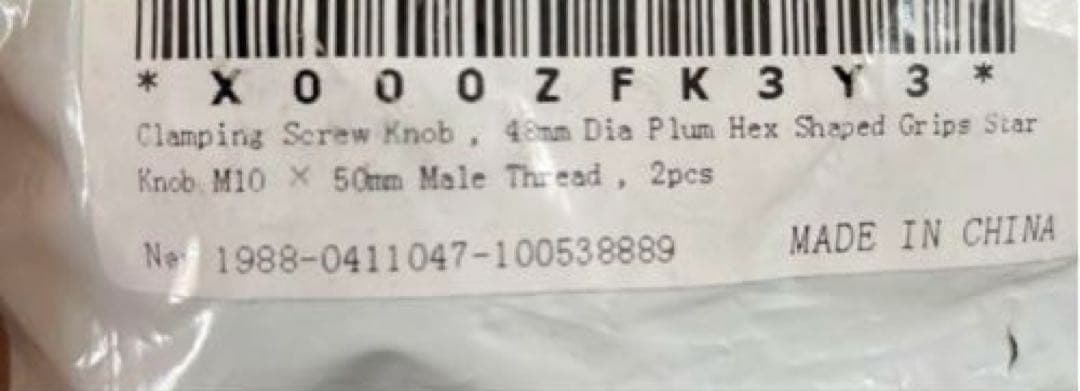 * X 0 0 0 Z F K 3 Y 3 *
Clamping Screw Knob , 48mm Dia Plum Hex Shaped Grips Star
Knob M10 × 50mm Male Thread , 2pcs
1988-0411047-100538889 MADE IN CHINA